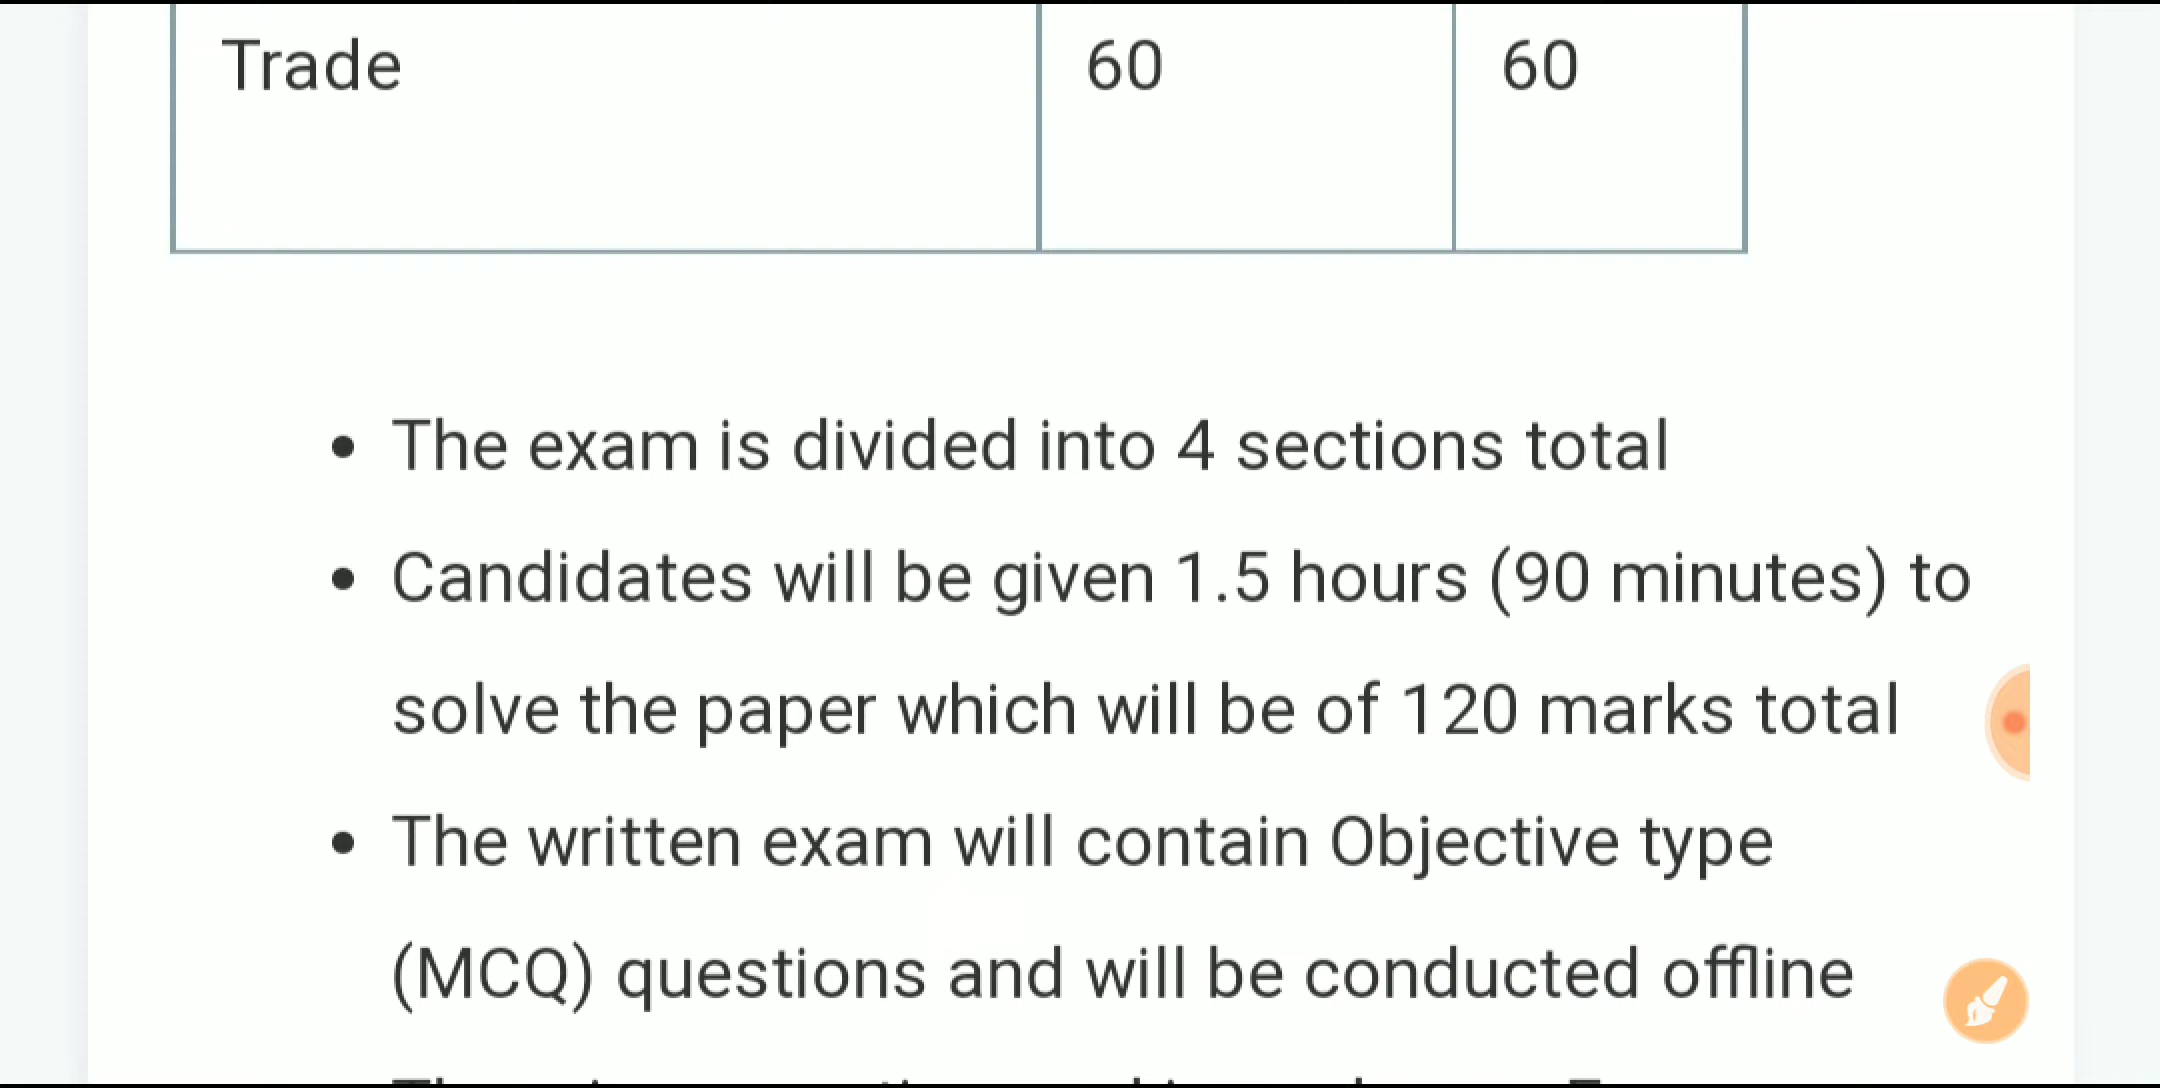 Trade 60 60
• The exam is divided into 4 sections total
• Candidates will be given 1.5 hours (90 minutes) to
solve the paper which will be of 120 marks total
• The written exam will contain Objective type
(MCQ) questions and will be conducted offline